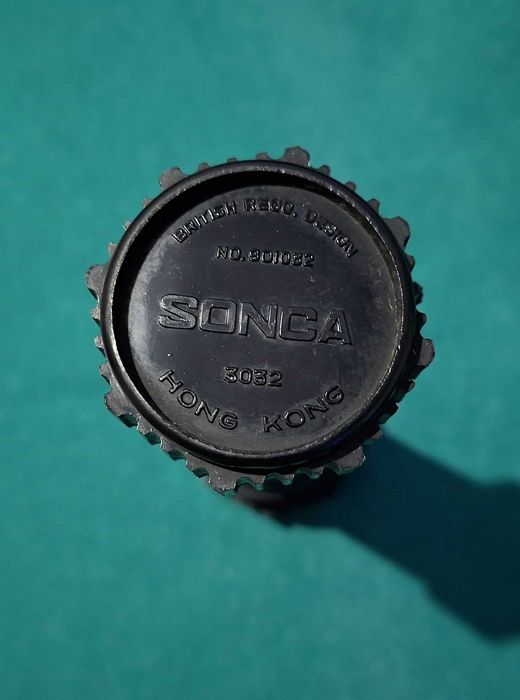 BRITISH REGD. DESIGN
NO. 901032
SONCA
3032
HONG KONG